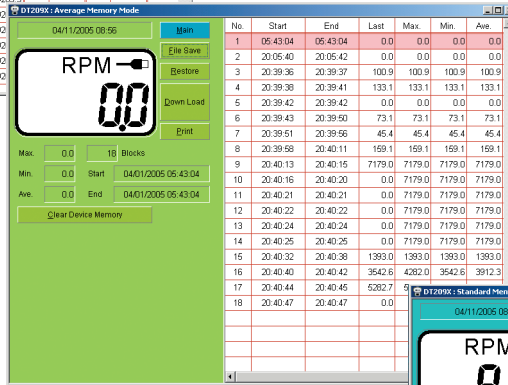 DT209X : Average Memory Mode
04/11/2005 08:56
Main
File Save
Restore
Down Load
Print
RPM
0.0
Max. 0.0 18 Blocks
Min. 0.0 Start 04/01/2005 05:43:04
Ave. 0.0 End 04/01/2005 05:43:04
Clear Device Memory
No. Start End Last Max. Min. Ave.
1 05:43:04 05:43:04 0.0 0.0 0.0 0.0
2 20:05:40 20:05:42 0.0 0.0 0.0 0.0
3 20:39:36 20:39:37 100.9 100.9 100.9 100.9
4 20:39:38 20:39:41 133.1 133.1 133.1 133.1
5 20:39:42 20:39:42 0.0 0.0 0.0 0.0
6 20:39:43 20:39:50 73.1 73.1 73.1 73.1
7 20:39:51 20:39:56 45.4 45.4 45.4 45.4
8 20:39:58 20:40:11 159.1 159.1 159.1 159.1
9 20:40:13 20:40:15 7179.0 7179.0 7179.0 7179.0
10 20:40:16 20:40:20 0.0 7179.0 7179.0 7179.0
11 20:40:21 20:40:21 0.0 7179.0 7179.0 7179.0
12 20:40:22 20:40:22 0.0 7179.0 7179.0 7179.0
13 20:40:24 20:40:24 0.0 7179.0 7179.0 7179.0
14 20:40:25 20:40:25 0.0 7179.0 7179.0 7179.0
15 20:40:32 20:40:38 1393.0 1393.0 1393.0 1393.0
16 20:40:40 20:40:42 3542.6 4282.0 3542.6 3912.3
17 20:40:44 20:40:45 5282.7 5
18 20:40:47 20:40:47 0.0
DT209X : Standard Mem
04/11/2005 08
RPM